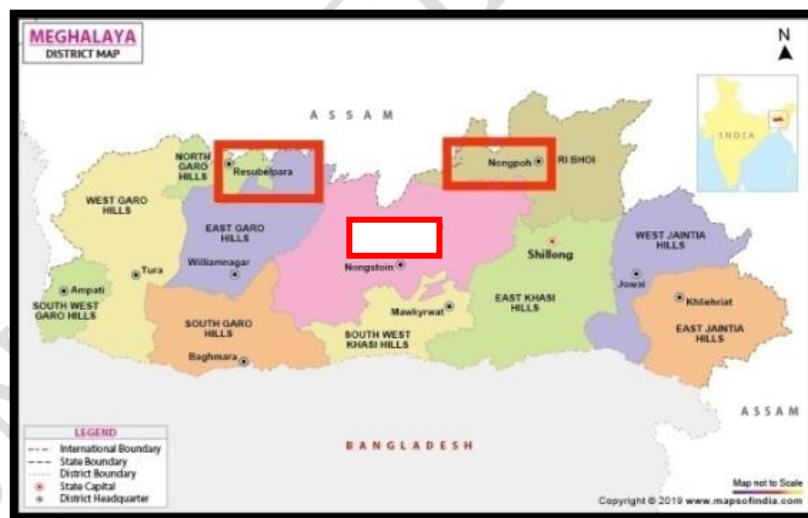 MEGHALAYA
DISTRICT MAP
N
ASSAM
INDIA
NORTH
GARO
HILLS
Resubelpara
Nongpoh
RI BHOI
WEST GARO
HILLS
EAST GARO
HILLS
Williamnagar
Tura
Ampati
SOUTH WEST
GARO HILLS
SOUTH GARO
HILLS
Baghmara
Nongstoin
Mawkyrwat
SOUTH WEST
KHASI HILLS
Shillong
EAST KHASI
HILLS
WEST JAINTIA
HILLS
Jowai
Khliehriat
EAST JAINTIA
HILLS
ASSAM
BANGLADESH
LEGEND
International Boundary
State Boundary
District Boundary
State Capital
District Headquarter
Map not to Scale
Copyright © 2019 www.mapsofindia.com